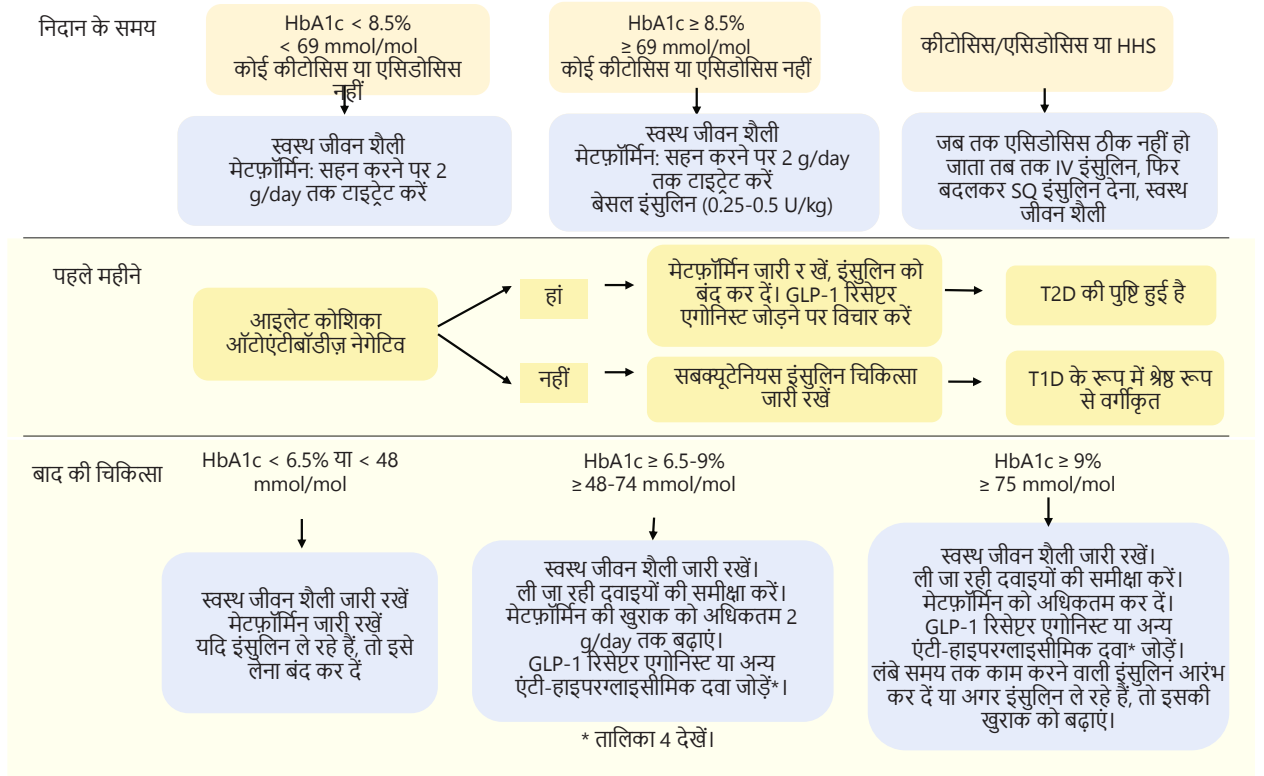 निदान के समय
HbA1c < 8.5%
< 69 mmol/mol
कोई कीटोसिस या एसिडोसिस
नहीं
HbA1c ≥ 8.5%
≥ 69 mmol/mol
कोई कीटोसिस या एसिडोसिस नहीं
कीटोसिस/एसिडोसिस या HHS
स्वस्थ जीवन शैली
मेटफ़ॉर्मिन: सहन करने पर 2
g/day तक टाइट्रेट करें
स्वस्थ जीवन शैली
मेटफ़ॉर्मिन: सहन करने पर 2 g/day
तक टाइट्रेट करें
बेसल इंसुलिन (0.25-0.5 U/kg)
जब तक एसिडोसिस ठीक नहीं हो
जाता तब तक IV इंसुलिन, फिर
बदलकर SQ इंसुलिन देना, स्वस्थ
जीवन शैली
पहले महीने
आइलेट कोशिका
ऑटोएंटीबॉडीज़ नेगेटिव
हां
मेटफ़ॉर्मिन जारी र खें, इंसुलिन को
बंद कर दें। GLP-1 रिसेप्टर
एगोनिस्ट जोड़ने पर विचार करें
T2D की पुष्टि हुई है
नहीं
सबक्यूटेनियस इंसुलिन चिकित्सा
जारी रखें
T1D के रूप में श्रेष्ठ रूप
से वर्गीकृत
बाद की चिकित्सा
HbA1c < 6.5% या < 48
mmol/mol
HbA1c ≥ 6.5-9%
≥ 48-74 mmol/mol
HbA1c ≥ 9%
≥ 75 mmol/mol
स्वस्थ जीवन शैली जारी रखें
मेटफ़ॉर्मिन जारी रखें
यदि इंसुलिन ले रहे हैं, तो इसे
लेना बंद कर दें
स्वस्थ जीवन शैली जारी रखें।
ली जा रही दवाइयों की समीक्षा करें।
मेटफ़ॉर्मिन की खुराक को अधिकतम 2
g/day तक बढ़ाएं।
GLP-1 रिसेप्टर एगोनिस्ट या अन्य
एंटी-हाइपरग्लाइसीमिक दवा जोड़ें*।
स्वस्थ जीवन शैली जारी रखें।
ली जा रही दवाइयों की समीक्षा करें।
मेटफ़ॉर्मिन को अधिकतम कर दें।
GLP-1 रिसेप्टर एगोनिस्ट या अन्य
एंटी-हाइपरग्लाइसीमिक दवा* जोड़ें।
लंबे समय तक काम करने वाली इंसुलिन आरंभ
कर दें या अगर इंसुलिन ले रहे हैं, तो इसकी
खुराक को बढ़ाएं।
* तालिका 4 देखें।